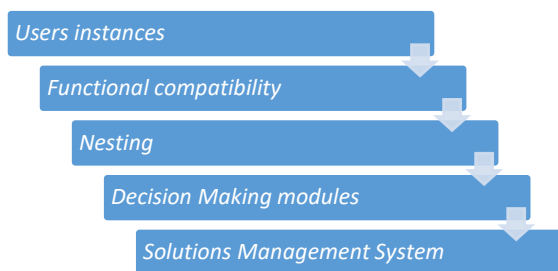 Users instances
Functional compatibility
Nesting
Decision Making modules
Solutions Management System